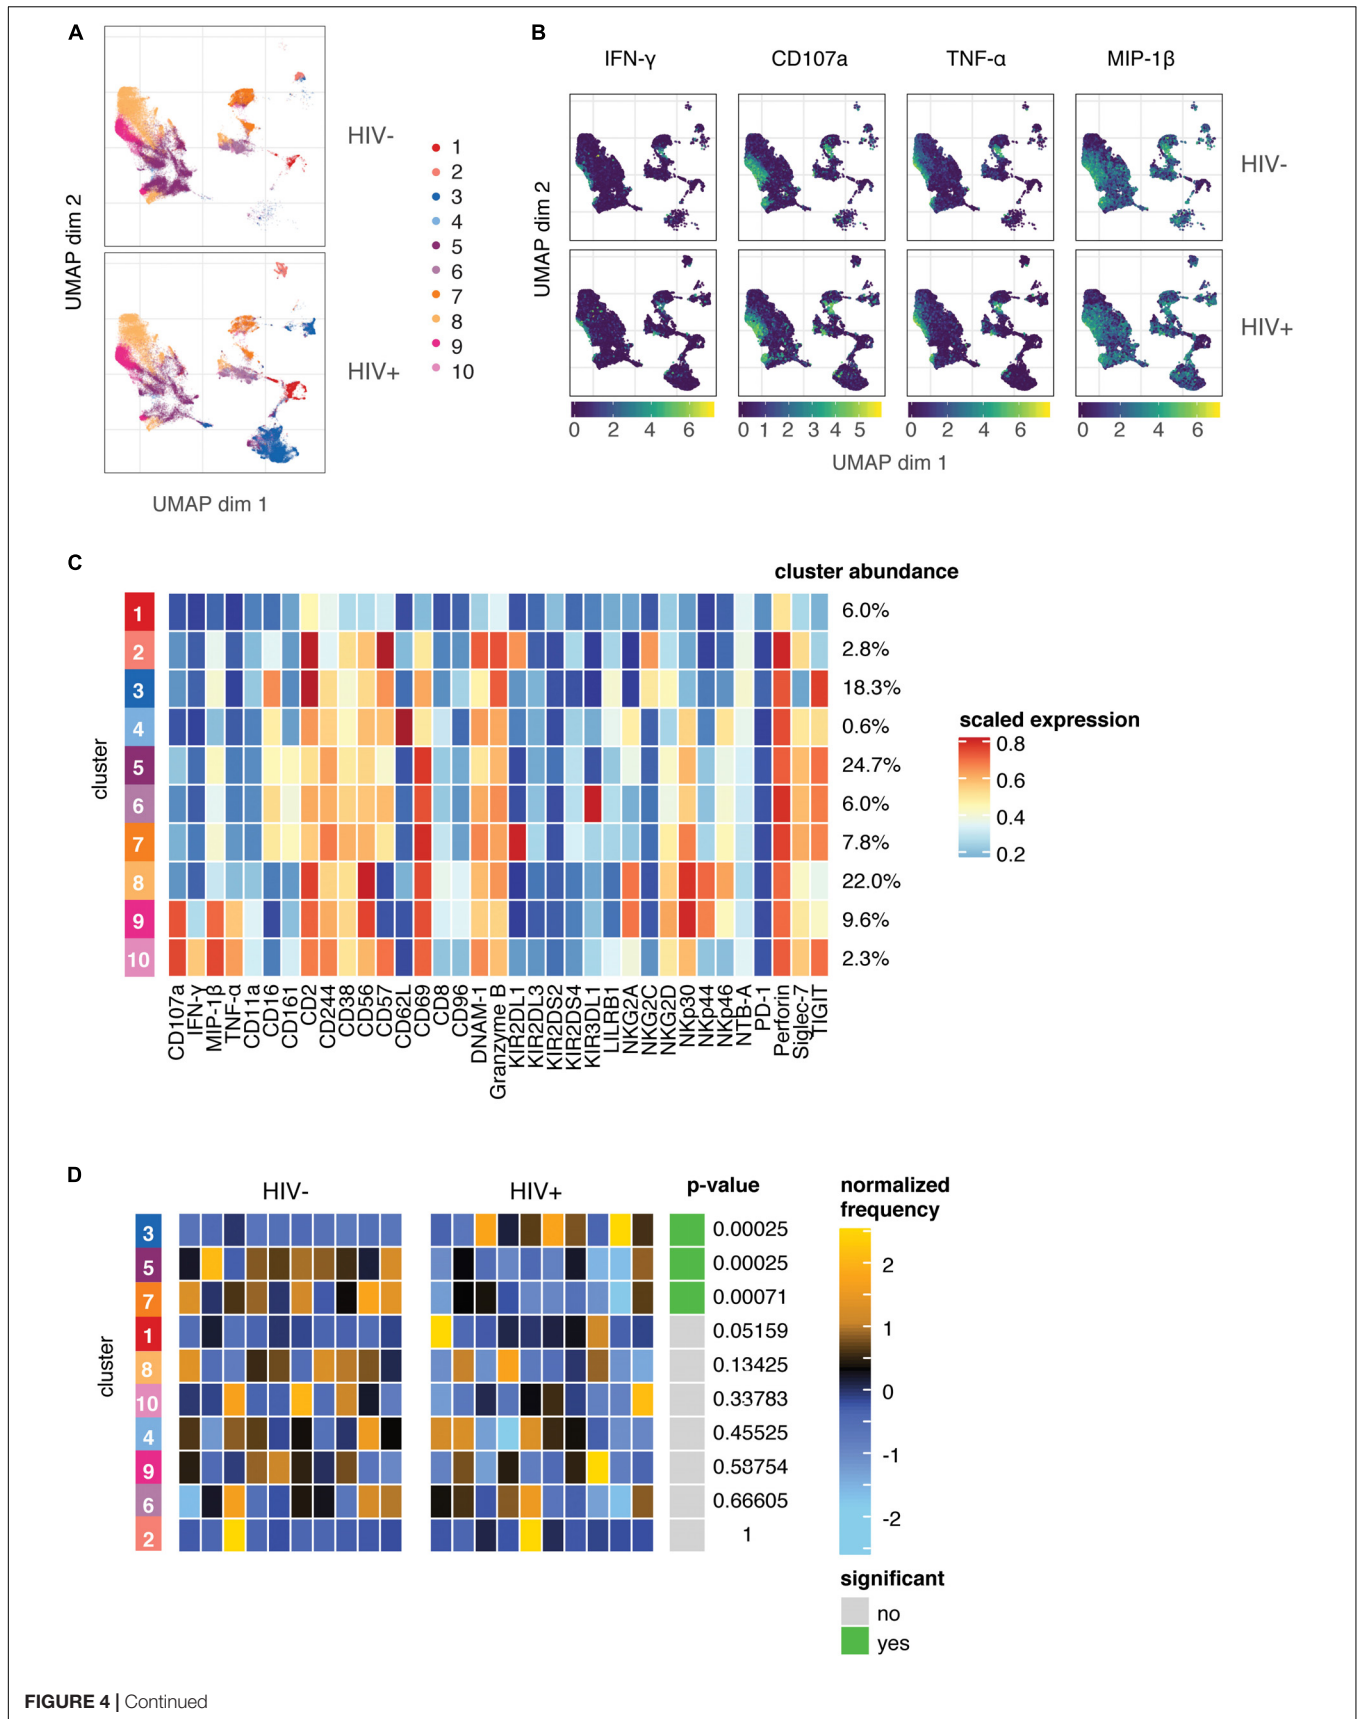 A
HIV-
HIV+
UMAP dim 2
UMAP dim 1
1
2
3
4
5
6
7
8
9
10
B
IFN-γ CD107a TNF-α MIP-1β
HIV-
HIV+
UMAP dim 2
0 2 4 6
0 1 2 3 4 5
0 2 4 6
0 2 4 6
UMAP dim 1
C
cluster abundance
cluster
1 6.0%
2 2.8%
3 18.3%
4 0.6%
5 24.7%
6 6.0%
7 7.8%
8 22.0%
9 9.6%
10 2.3%
CD107a
IFN-γ
MIP-1β
TNF-α
CD11a
CD16
CD161
CD2
CD244
CD38
CD56
CD57
CD62L
CD69
CD8
CD96
DNAM-1
Granzyme B
KIR2DL1
KIR2DL3
KIR2DS2
KIR2DS4
KIR3DL1
LILRB1
NKG2A
NKG2C
NKG2D
NKp30
NKp44
NKp46
NTB-A
PD-1
Perforin
Siglec-7
TIGIT
scaled expression
0.8
0.6
0.4
0.2
D
HIV- HIV+ p-value
cluster
3 0.00025
5 0.00025
7 0.00071
1 0.05159
8 0.13425
10 0.33783
4 0.45525
9 0.58754
6 0.66605
2 1
normalized
frequency
2
1
0
-1
-2
significant
no
yes
FIGURE 4 | Continued